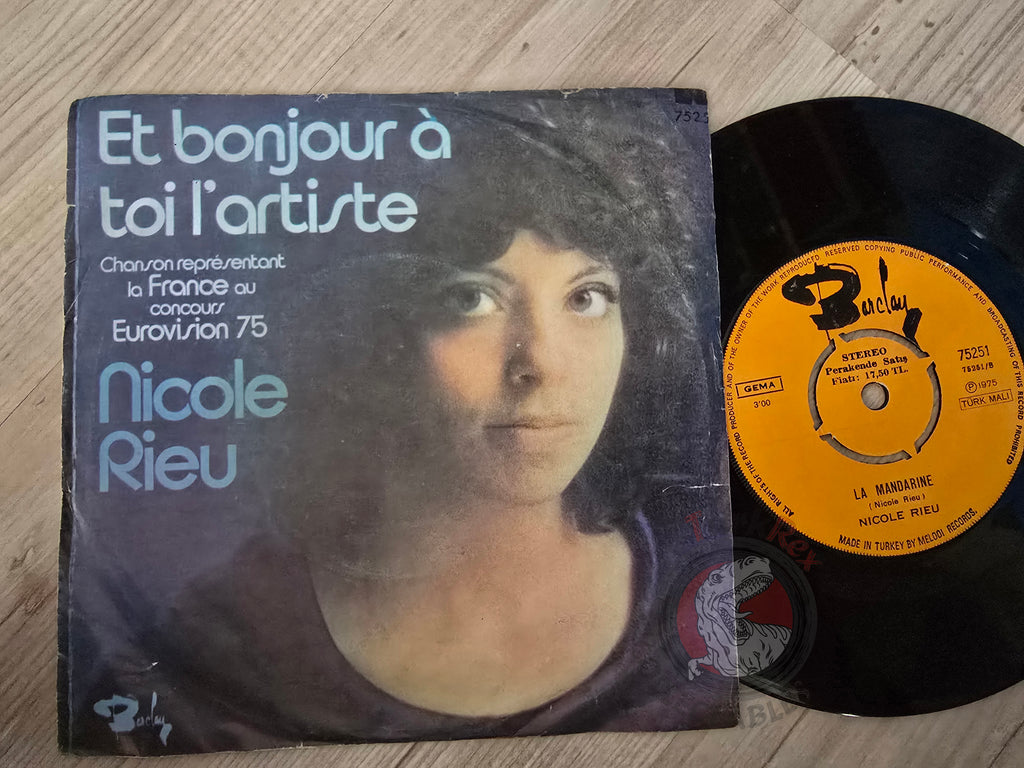 Et bonjour à
toi l'artiste
Chanson représentant
la France au
concours
Eurovision 75
Nicole
Rieu
Barclay
752
ALL RIGHTS OF THE RECORD PRODUCER AND OF THE OWNER OF THE WORK REPRODUCTD RESERVED COPYING PUBLIC PERFORMANCE AND BROADCASTING OF THIS RECORD PROHIBITED
Barclay
STEREO
Perakende Satış
Fiatı: 17,50 TL.
GEMA
3'00
75251
75251/B
Ⓟ1975
TÜRK MALI
LA MANDARINE
(Nicole Rieu)
NICOLE RIEU
MADE IN TURKEY BY MELODI RECORDS.